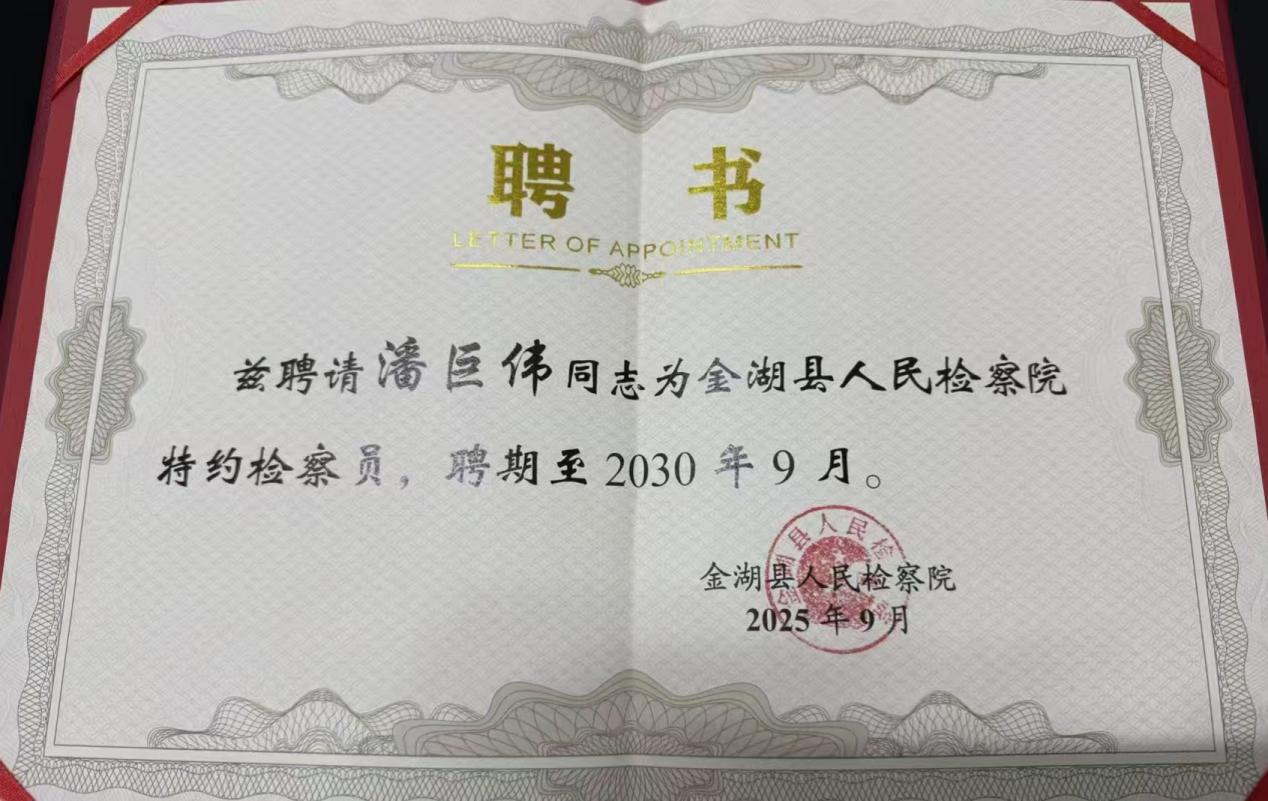 聘 书
LETTER OF APPOINTMENT
兹聘请潘巨伟同志为金湖县人民检察院
特约检察员，聘期至2030年9月。
金湖县人民检察院
2025年9月